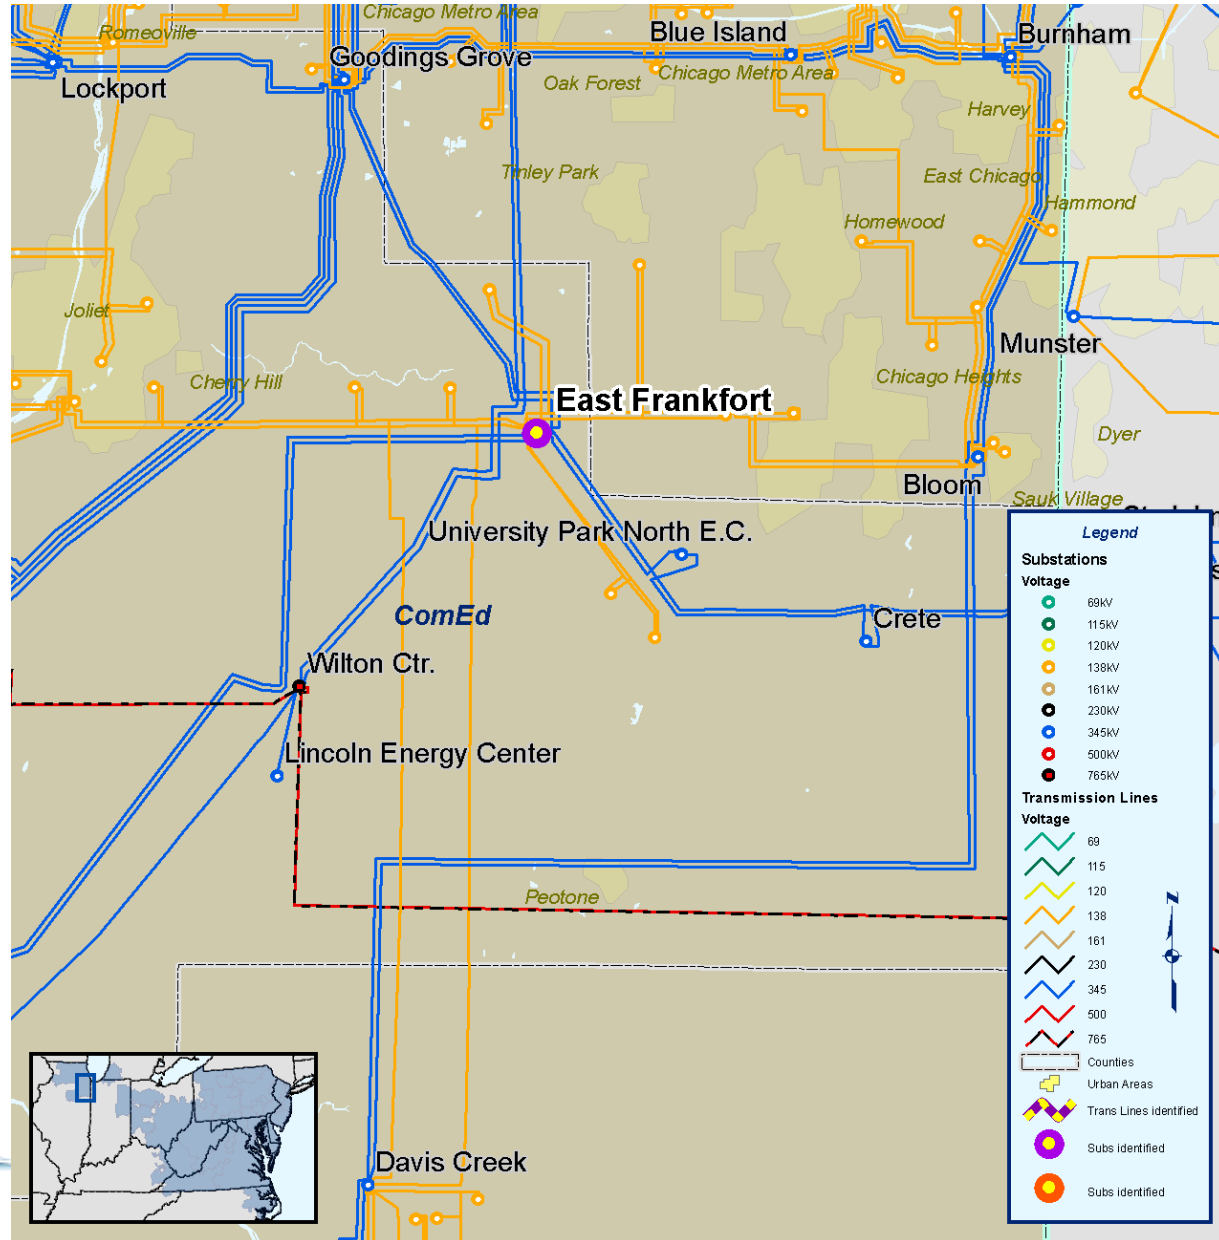 Chicago Metro Area
Romeoville
Blue Island
Burnham
Goodings Grove
Lockport
Oak Forest
Chicago Metro Area
Harvey
Tinley Park
East Chicago
Hammond
Homewood
Joliet
Munster
Cherry Hill
Chicago Heights
East Frankfort
Dyer
Bloom
Sauk Village
University Park North E.C.
ComEd
Crete
Wilton Ctr.
Lincoln Energy Center
Peotone
Davis Creek
Legend
Substations
Voltage
69kV
115kV
120kV
138kV
161kV
230kV
345kV
500kV
765kV
Transmission Lines
Voltage
69
115
120
138
161
230
345
500
765
Counties
Urban Areas
Trans Lines identified
Subs identified
Subs identified
N